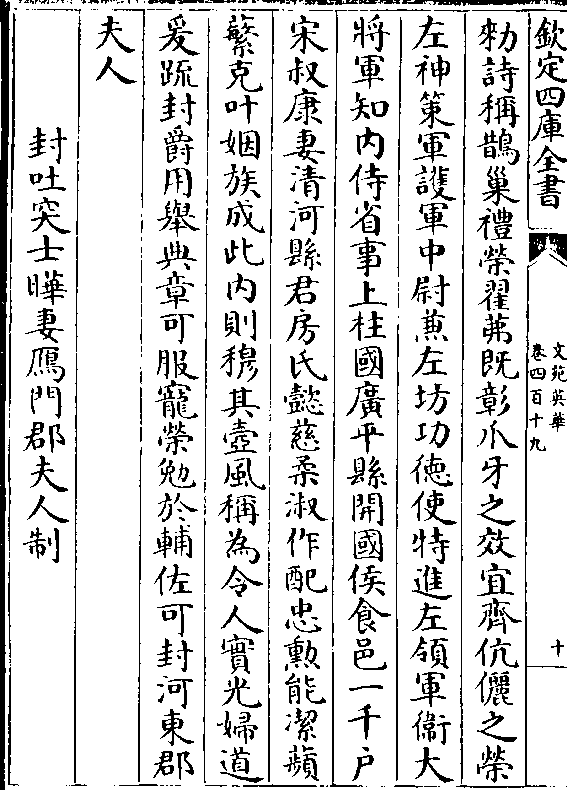 欽定四庫全書
文苑英華
卷四百十九
十
勑詩稱鵲巢禮榮翟茀既彰爪牙之效宜齊伉儷之榮
左神策軍護軍中尉兼左坊功德使特進左領軍衞大
將軍知内侍省事上柱國廣平縣開國侯食邑一千户
宋叔康妻清河縣君房氏懿慈柔淑作配忠勲能潔蘋
蘩克叶姻族成此内則穆其壼風稱為令人實光婦道
爰䟽封爵用舉典章可服寵榮勉於輔佐可封河東郡
夫人
封吐突士曄妻鴈門郡夫人制